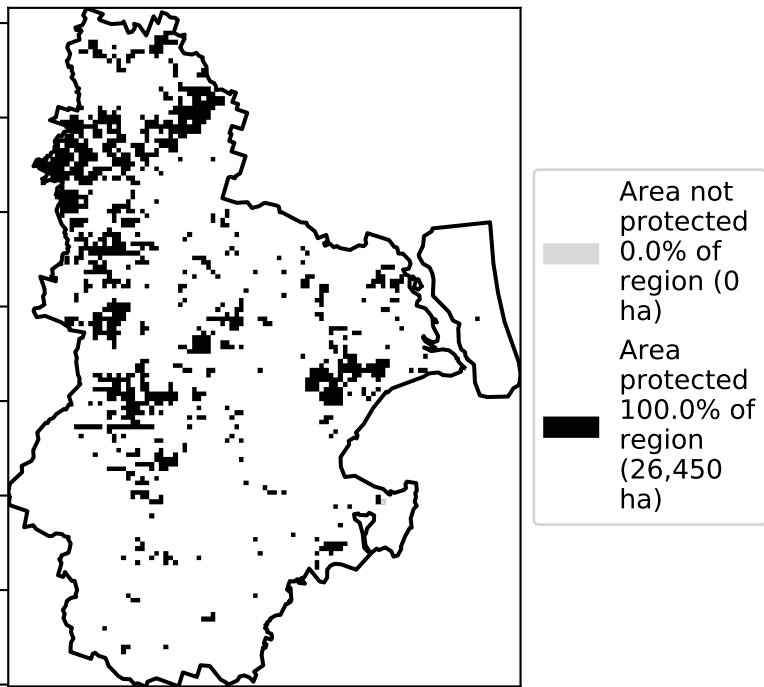 Area not
protected
0.0% of
region (0
ha)
Area
protected
100.0% of
region
(26,450
ha)